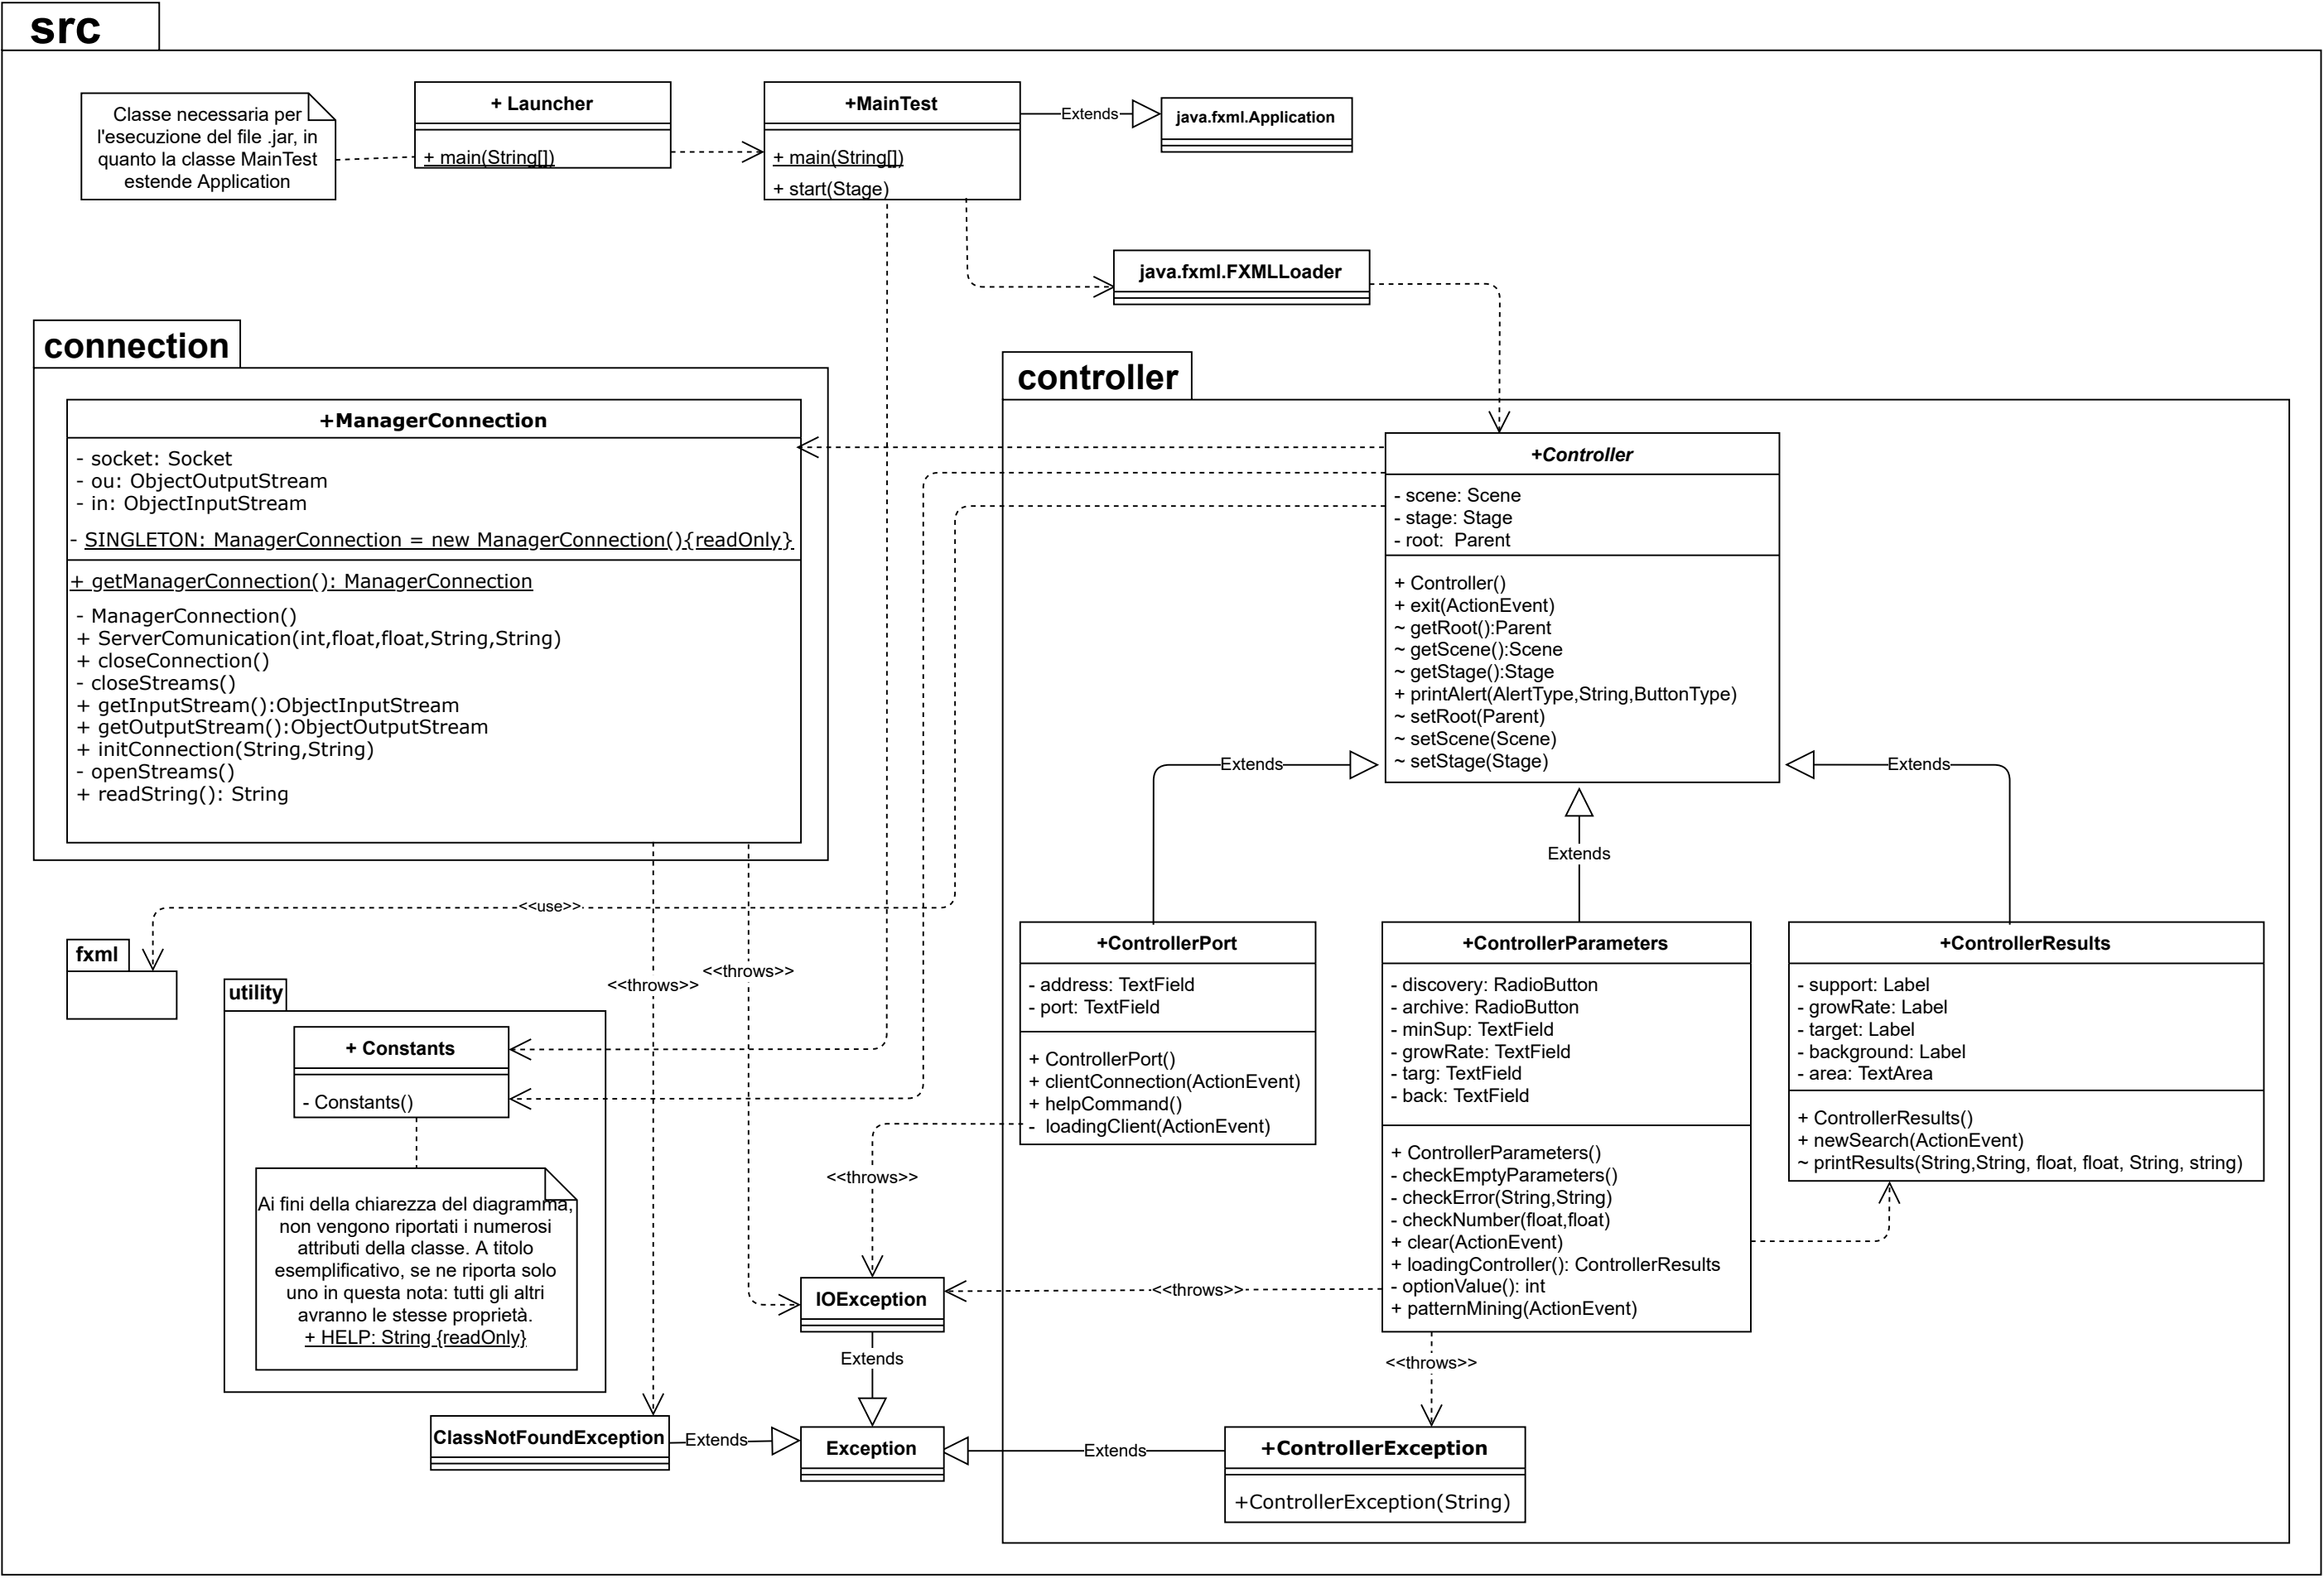 src
Classe necessaria per
l'esecuzione del file .jar, in
quanto la classe MainTest
estende Application
+ Launcher
+ main(String[])
+MainTest
+ main(String[])
+ start(Stage)
Extends
java.fxml.Application
java.fxml.FXMLLoader
connection
+ManagerConnection
- socket: Socket
- ou: ObjectOutputStream
- in: ObjectInputStream
- SINGLETON: ManagerConnection = new ManagerConnection(){readOnly}
+ getManagerConnection(): ManagerConnection
- ManagerConnection()
+ ServerComunication(int,float,float,String,String)
+ closeConnection()
- closeStreams()
+ getInputStream():ObjectInputStream
+ getOutputStream():ObjectOutputStream
+ initConnection(String,String)
- openStreams()
+ readString(): String
controller
+Controller
- scene: Scene
- stage: Stage
- root: Parent
+ Controller()
+ exit(ActionEvent)
~ getRoot():Parent
~ getScene():Scene
~ getStage():Stage
+ printAlert(AlertType,String,ButtonType)
~ setRoot(Parent)
~ setScene(Scene)
~ setStage(Stage)
Extends
Extends
Extends
<<use>>
<<throws>>
<<throws>>
fxml
utility
+ Constants
- Constants()
Ai fini della chiarezza del diagramma,
non vengono riportati i numerosi
attributi della classe. A titolo
esemplificativo, se ne riporta solo
uno in questa nota: tutti gli altri
avranno le stesse proprietà.
+ HELP: String {readOnly}
+ControllerPort
- address: TextField
- port: TextField
+ ControllerPort()
+ clientConnection(ActionEvent)
+ helpCommand()
- loadingClient(ActionEvent)
+ControllerParameters
- discovery: RadioButton
- archive: RadioButton
- minSup: TextField
- growRate: TextField
- targ: TextField
- back: TextField
+ ControllerParameters()
- checkEmptyParameters()
- checkError(String,String)
- checkNumber(float,float)
+ clear(ActionEvent)
+ loadingController(): ControllerResults
- optionValue(): int
+ patternMining(ActionEvent)
+ControllerResults
- support: Label
- growRate: Label
- target: Label
- background: Label
- area: TextArea
+ ControllerResults()
+ newSearch(ActionEvent)
~ printResults(String,String, float, float, String, string)
<<throws>>
<<throws>>
<<throws>>
IOException
Extends
ClassNotFoundException
Extends
Exception
Extends
+ControllerException
+ControllerException(String)